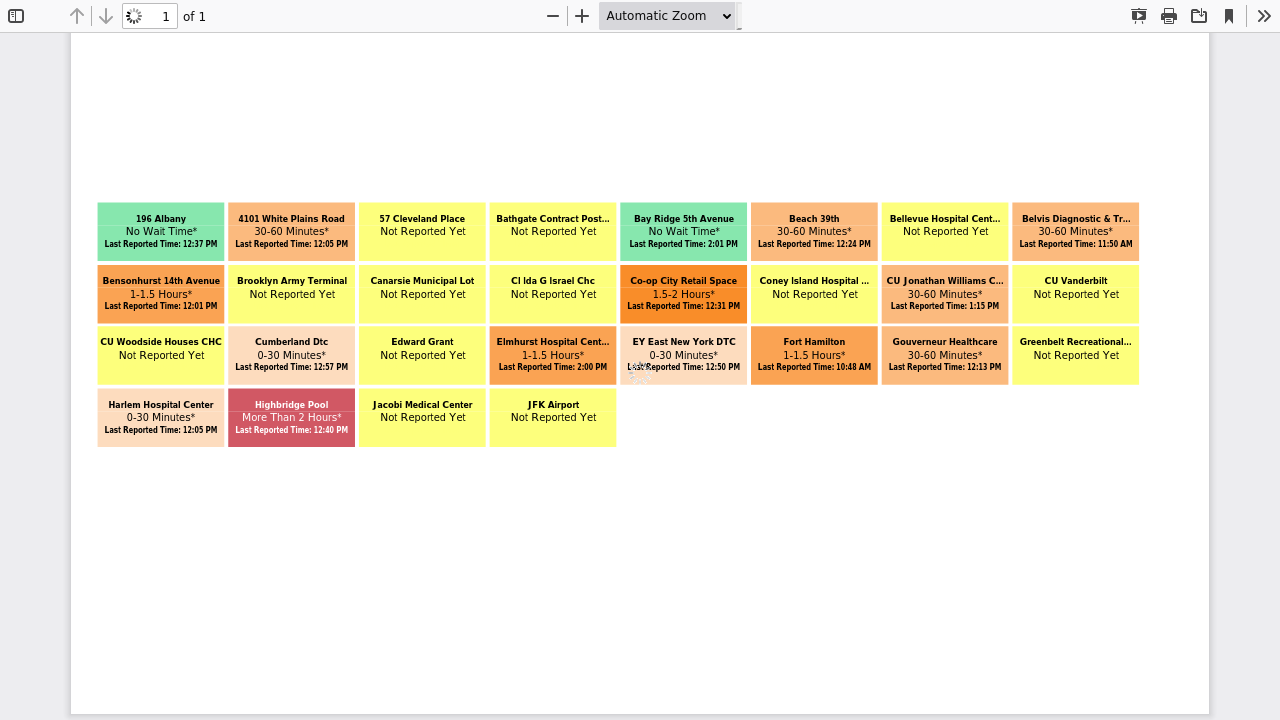 1 of 1 Automatic Zoom
196 Albany
No Wait Time*
Last Reported Time: 12:37 PM
4101 White Plains Road
30-60 Minutes*
Last Reported Time: 12:05 PM
57 Cleveland Place
Not Reported Yet
Bathgate Contract Post...
Not Reported Yet
Bay Ridge 5th Avenue
No Wait Time*
Last Reported Time: 2:01 PM
Beach 39th
30-60 Minutes*
Last Reported Time: 12:24 PM
Bellevue Hospital Cent...
Not Reported Yet
Belvis Diagnostic & Tr...
30-60 Minutes*
Last Reported Time: 11:50 AM
Bensonhurst 14th Avenue
1-1.5 Hours*
Last Reported Time: 12:01 PM
Brooklyn Army Terminal
Not Reported Yet
Canarsie Municipal Lot
Not Reported Yet
CI Ida G Israel Chc
Not Reported Yet
Co-op City Retail Space
1.5-2 Hours*
Last Reported Time: 12:31 PM
Coney Island Hospital ...
Not Reported Yet
CU Jonathan Williams C...
30-60 Minutes*
Last Reported Time: 1:15 PM
CU Vanderbilt
Not Reported Yet
CU Woodside Houses CHC
Not Reported Yet
Cumberland Dtc
0-30 Minutes*
Last Reported Time: 12:57 PM
Edward Grant
Not Reported Yet
Elmhurst Hospital Cent...
1-1.5 Hours*
Last Reported Time: 2:00 PM
EY East New York DTC
0-30 Minutes*
Last Reported Time: 12:50 PM
Fort Hamilton
1-1.5 Hours*
Last Reported Time: 10:48 AM
Gouverneur Healthcare
30-60 Minutes*
Last Reported Time: 12:13 PM
Greenbelt Recreational...
Not Reported Yet
Harlem Hospital Center
0-30 Minutes*
Last Reported Time: 12:05 PM
Highbridge Pool
More Than 2 Hours*
Last Reported Time: 12:40 PM
Jacobi Medical Center
Not Reported Yet
JFK Airport
Not Reported Yet